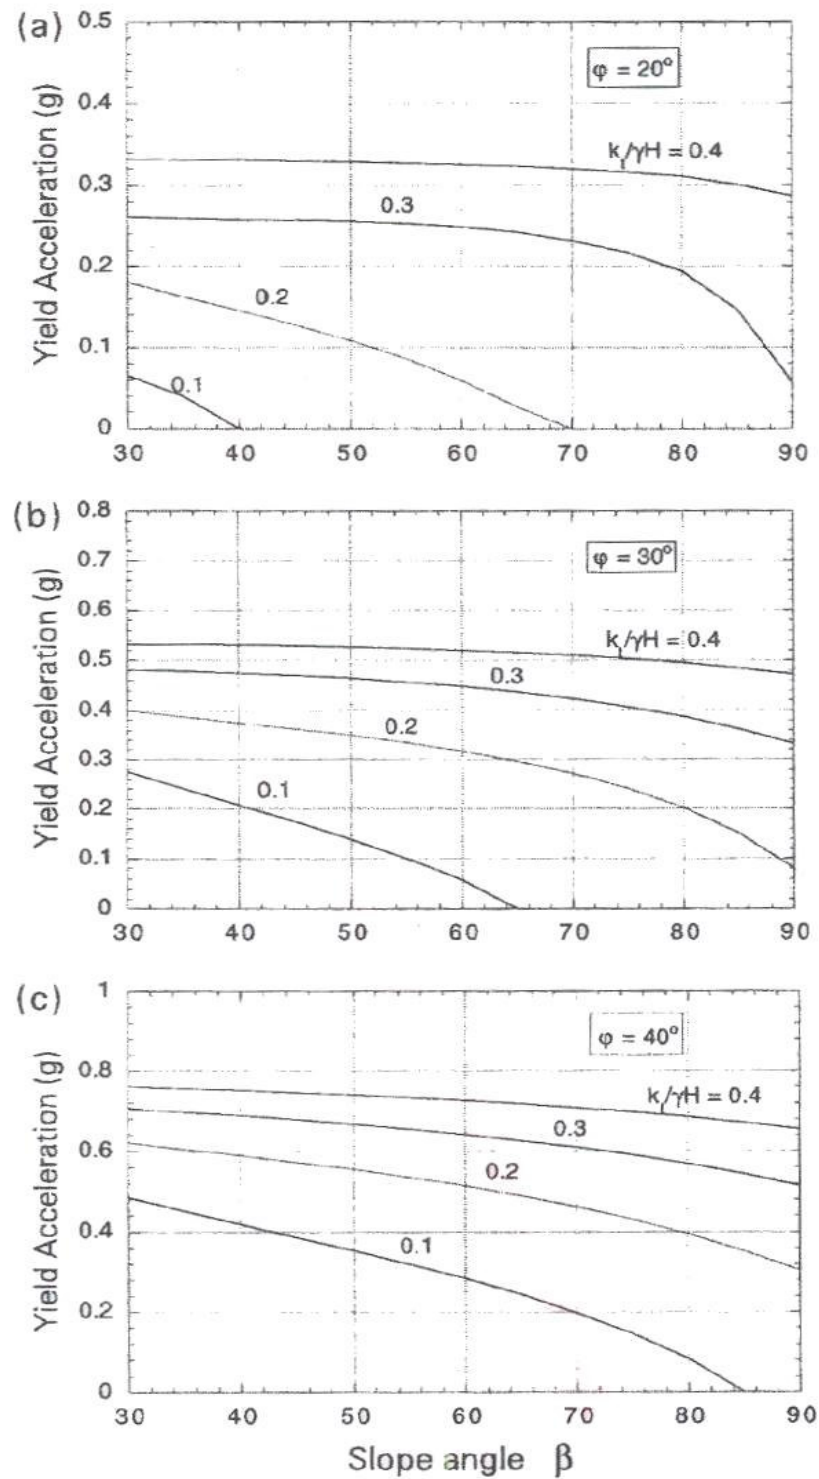 (a)
0.5
φ = 20°
0.4
kₜ/γH = 0.4
0.3
0.3
0.2
0.2
0.1
0.1
0
30 40 50 60 70 80 90
Yield Acceleration (g)
(b)
0.8
0.7
φ = 30°
0.6
kₜ/γH = 0.4
0.5
0.3
0.4
0.2
0.3
0.1
0.2
0.1
0
30 40 50 60 70 80 90
Yield Acceleration (g)
(c)
1
φ = 40°
0.8
kₜ/γH = 0.4
0.3
0.6
0.2
0.4
0.1
0.2
0
30 40 50 60 70 80 90
Yield Acceleration (g)
Slope angle β